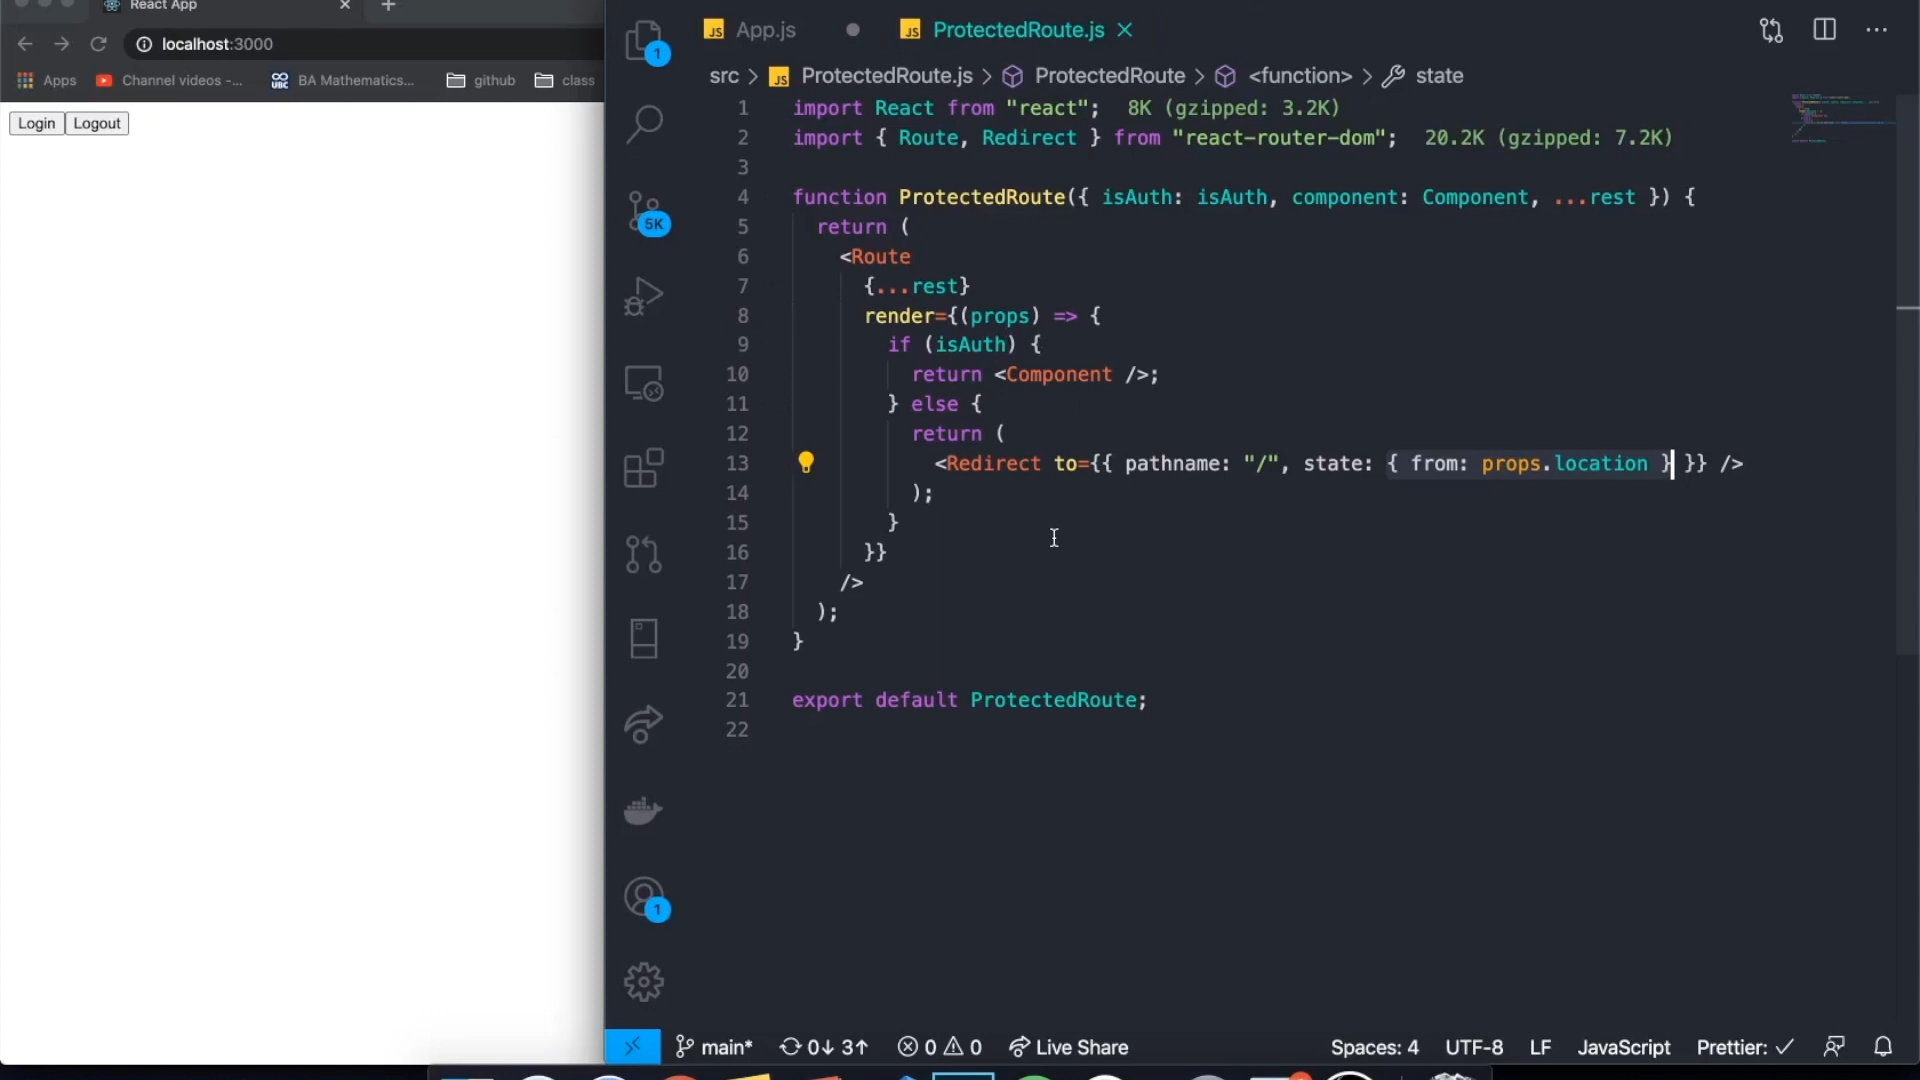 React App
localhost:3000
Apps
Channel videos -...
UBC
BA Mathematics...
github
class
Login
Logout
1
5K
1
JS App.js
JS ProtectedRoute.js
src > JS ProtectedRoute.js > ProtectedRoute > <function> > state
1 import React from "react"; 8K (gzipped: 3.2K)
2 import { Route, Redirect } from "react-router-dom"; 20.2K (gzipped: 7.2K)
3
4 function ProtectedRoute({ isAuth: isAuth, component: Component, ...rest }) {
5 return (
6 <Route
7 {...rest}
8 render={(props) => {
9 if (isAuth) {
10 return <Component />;
11 } else {
12 return (
13 <Redirect to={{ pathname: "/", state: { from: props.location } }} />
14 );
15 }
16 }}
17 />
18 );
19 }
20
21 export default ProtectedRoute;
22
main* 0↓ 3↑ 0 0 Live Share
Spaces: 4 UTF-8 LF JavaScript Prettier: ✓